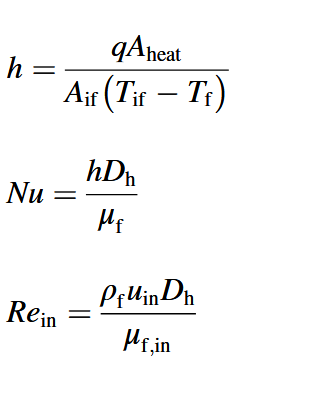 h = qA_heat / A_if (T_if − T_f)
Nu = hD_h / μ_f
Re_in = ρ_f u_in D_h / μ_f,in